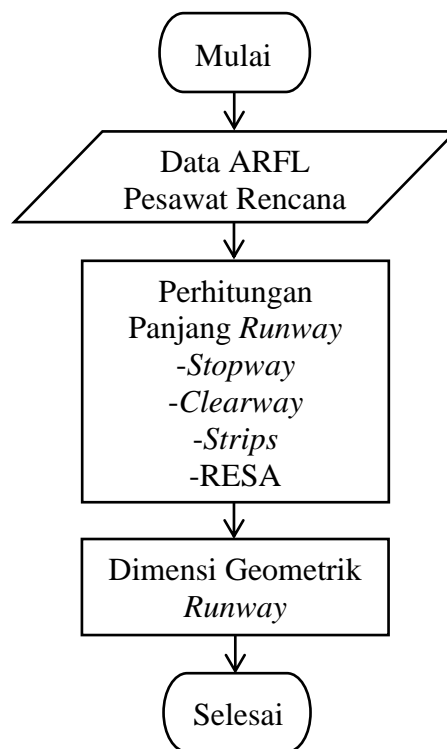 Mulai
Data ARFL
Pesawat Rencana
Perhitungan
Panjang Runway
-Stopway
-Clearway
-Strips
-RESA
Dimensi Geometrik
Runway
Selesai